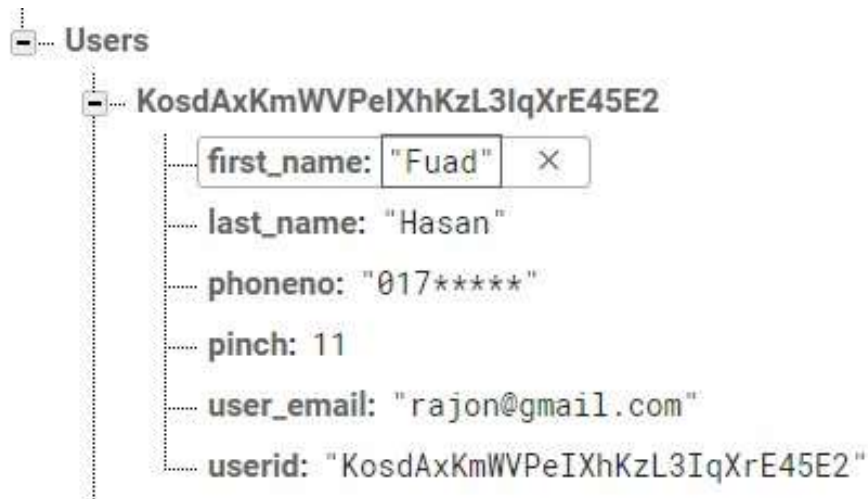 Users
KosdAxKmWVPeIXhKzL3IqXrE45E2
first_name: "Fuad" ×
last_name: "Hasan"
phoneno: "017*****"
pinch: 11
user_email: "rajon@gmail.com"
userid: "KosdAxKmWVPeIXhKzL3IqXrE45E2"